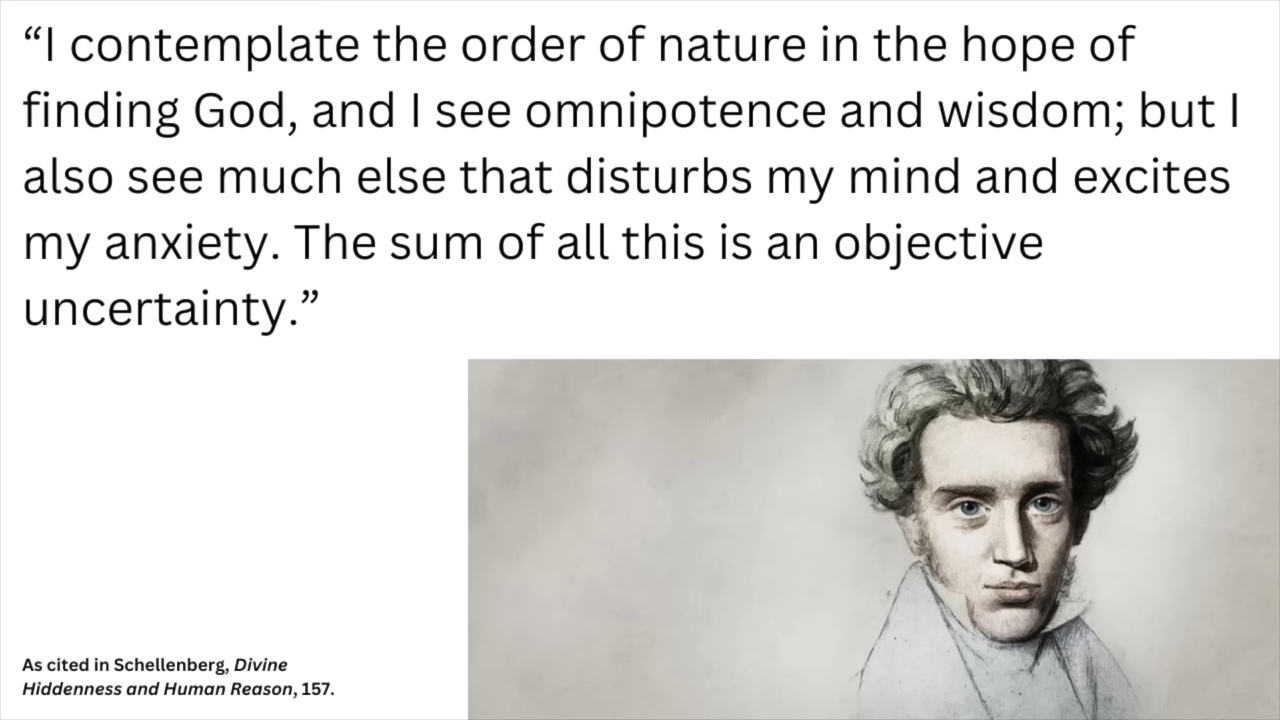 “I contemplate the order of nature in the hope of
finding God, and I see omnipotence and wisdom; but I
also see much else that disturbs my mind and excites
my anxiety. The sum of all this is an objective
uncertainty.”
As cited in Schellenberg, Divine
Hiddenness and Human Reason, 157.